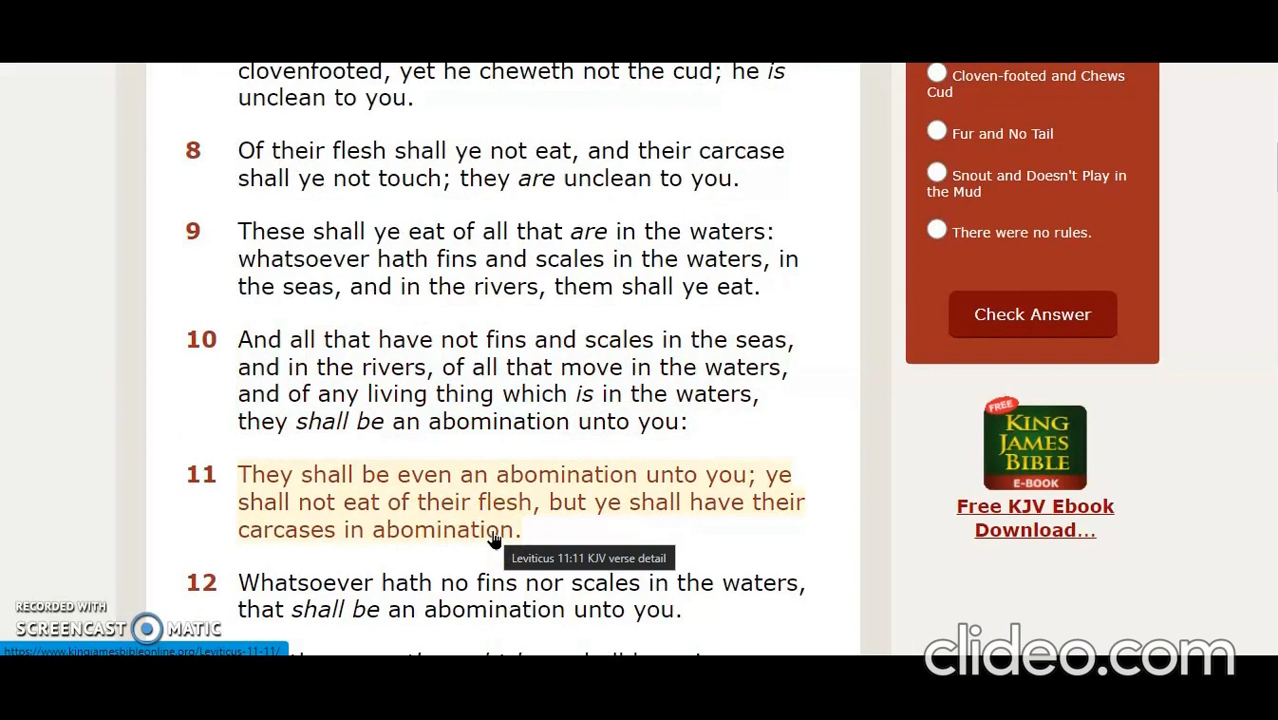 clovenfooted, yet he cheweth not the cud; he is
unclean to you.
8 Of their flesh shall ye not eat, and their carcase
shall ye not touch; they are unclean to you.
9 These shall ye eat of all that are in the waters:
whatsoever hath fins and scales in the waters, in
the seas, and in the rivers, them shall ye eat.
10 And all that have not fins and scales in the seas,
and in the rivers, of all that move in the waters,
and of any living thing which is in the waters,
they shall be an abomination unto you:
11 They shall be even an abomination unto you; ye
shall not eat of their flesh, but ye shall have their
carcases in abomination.
Leviticus 11:11 KJV verse detail
12 Whatsoever hath no fins nor scales in the waters,
that shall be an abomination unto you.
Cloven-footed and Chews
Cud
Fur and No Tail
Snout and Doesn't Play in
the Mud
There were no rules.
Check Answer
FREE
KING
JAMES
BIBLE
E-BOOK
Free KJV Ebook
Download...
RECORDED WITH
SCREENCAST MATIC
https://www.kingjamesbibleonline.org/Leviticus-11-11/
clideo.com